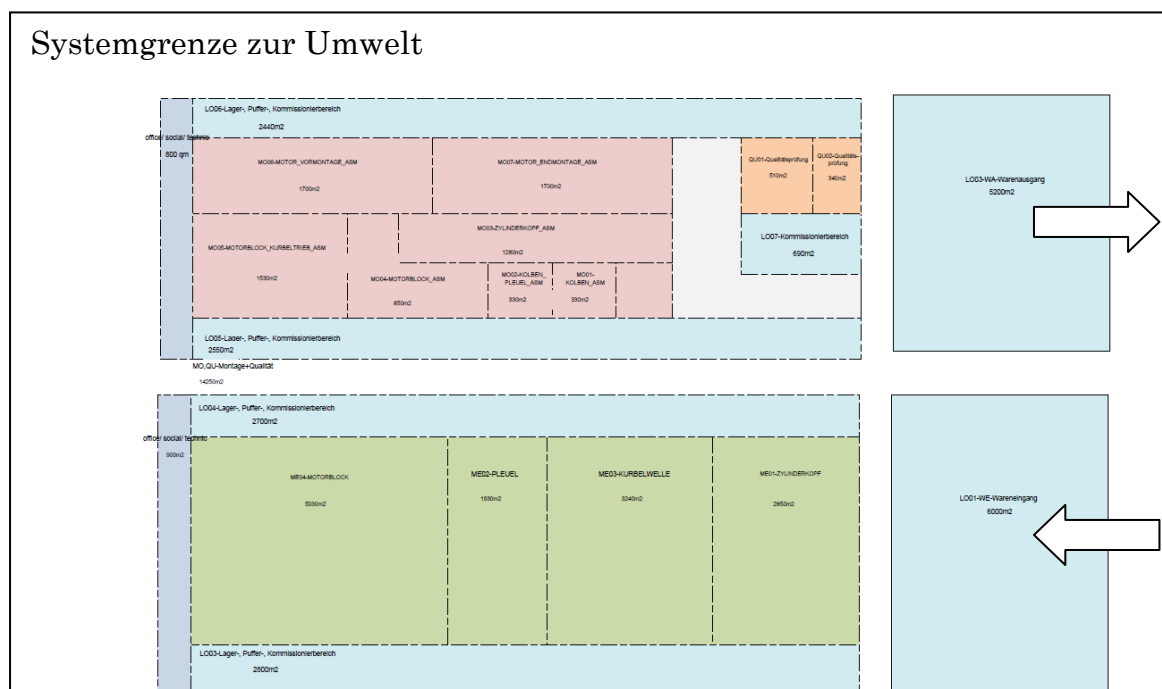 Systemgrenze zur Umwelt
LO06-Lager-, Puffer-, Kommissionierbereich
2440m2
office/ social/ technic
800 qm
MO06-MOTOR_VORMONTAGE_ASM
1700m2
MO07-MOTOR_ENDMONTAGE_ASM
1700m2
QU01-Qualitätsprüfung
510m2
QU02-Qualitäts-
prüfung
340m2
LO03-WA-Warenausgang
5200m2
MO05-MOTORBLOCK_KURBELTRIEB_ASM
1530m2
MO03-ZYLINDERKOPF_ASM
1280m2
LO07-Kommissionierbereich
690m2
MO04-MOTORBLOCK_ASM
850m2
MO02-KOLBEN_
PLEUEL_ASM
330m2
MO01-
KOLBEN_ASM
330m2
LO05-Lager-, Puffer-, Kommissionierbereich
2550m2
MO,QU-Montage+Qualität
14250m2
LO04-Lager-, Puffer-, Kommissionierbereich
2700m2
office/ social/ technic
900m2
ME04-MOTORBLOCK
5030m2
ME02-PLEUEL
1930m2
ME03-KURBELWELLE
3240m2
ME01-ZYLINDERKOPF
2850m2
LO01-WE-Wareneingang
6000m2
LO03-Lager-, Puffer-, Kommissionierbereich
2800m2